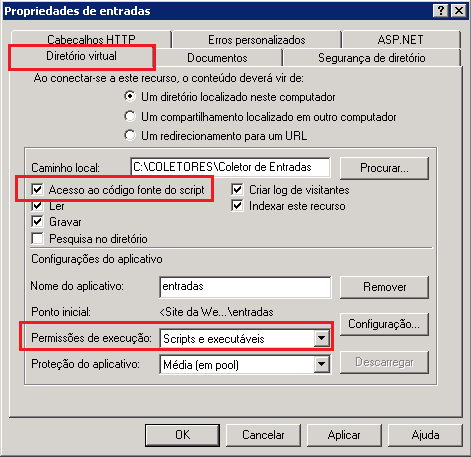 Propriedades de entradas
Cabeçalhos HTTP Erros personalizados ASP.NET
Diretório virtual Documentos Segurança de diretório
Ao conectar-se a este recurso, o conteúdo deverá vir de:
Um diretório localizado neste computador
Um compartilhamento localizado em outro computador
Um redirecionamento para um URL
Caminho local: C:\COLETORES\Coletor de Entradas Procurar...
Acesso ao código fonte do script Criar log de visitantes
Ler Indexar este recurso
Gravar
Pesquisa no diretório
Configurações do aplicativo
Nome do aplicativo: entradas Remover
Ponto inicial: <Site da We...\entradas
Configuração...
Permissões de execução: Scripts e executáveis
Proteção do aplicativo: Média (em pool) Descarregar
OK Cancelar Aplicar Ajuda